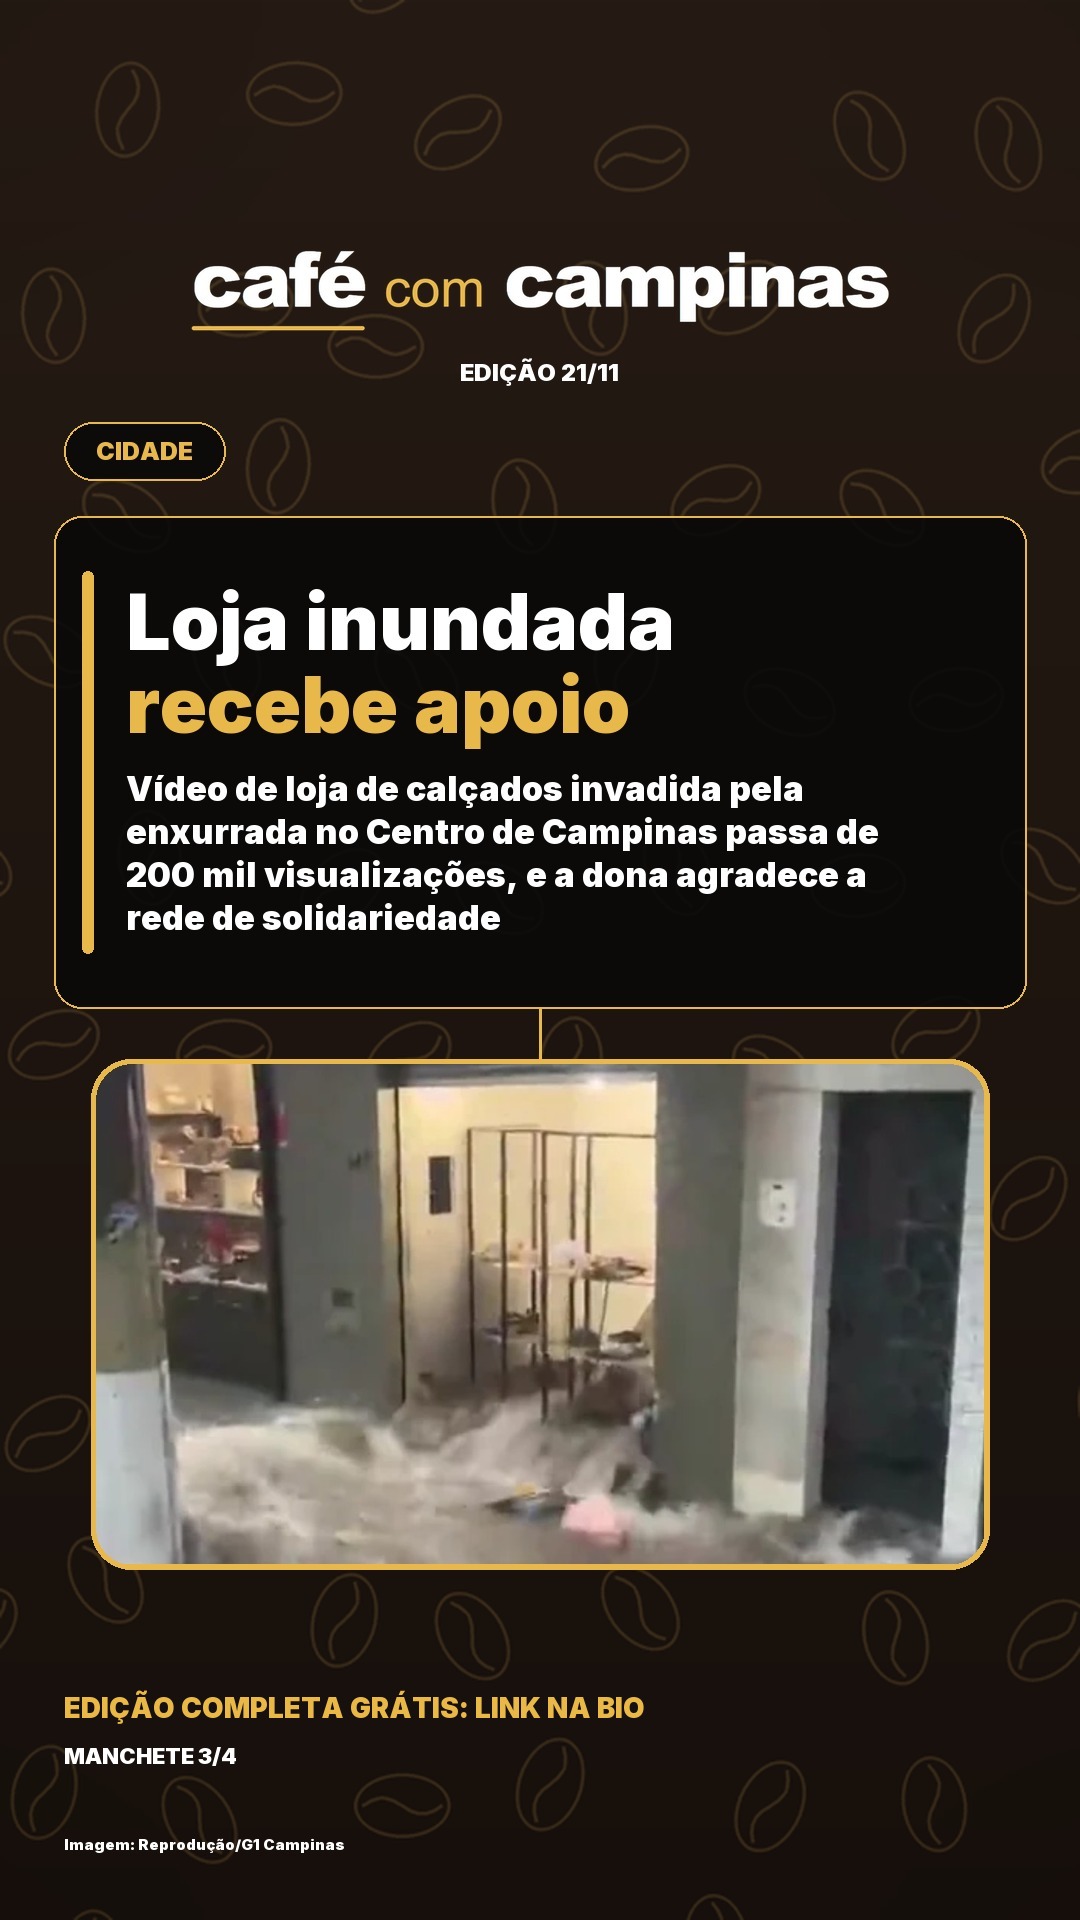 café com campinas
EDIÇÃO 21/11
CIDADE
Loja inundada
recebe apoio
Vídeo de loja de calçados invadida pela
enxurrada no Centro de Campinas passa de
200 mil visualizações, e a dona agradece a
rede de solidariedade
EDIÇÃO COMPLETA GRÁTIS: LINK NA BIO
MANCHETE 3/4
Imagem: Reprodução/G1 Campinas